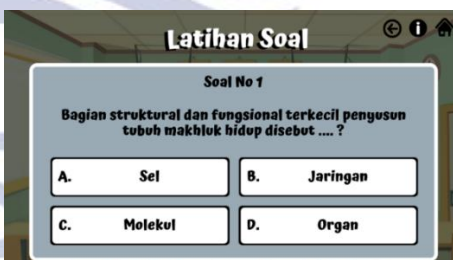 Latihan Soal
Soal No 1
Bagian struktural dan fungsional terkecil penyusun
tubuh makhluk hidup disebut .... ?
A. Sel
B. Jaringan
C. Molekul
D. Organ